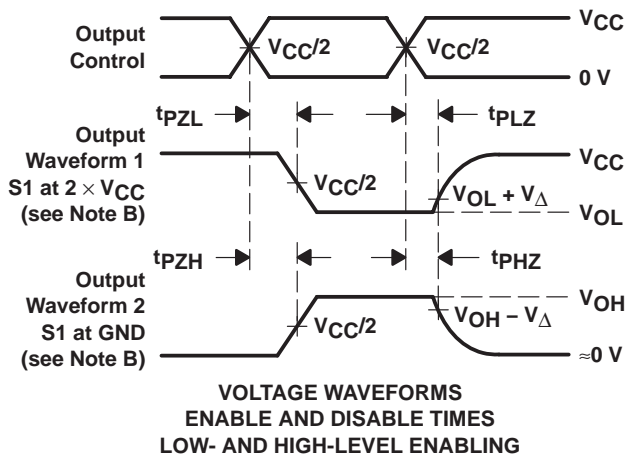 Output
Control
VCC/2
VCC/2
VCC
0 V
tPZL
tPLZ
Output
Waveform 1
S1 at 2 × VCC
(see Note B)
VCC/2
VCC
VOL + VΔ
VOL
tPZH
tPHZ
Output
Waveform 2
S1 at GND
(see Note B)
VCC/2
VOH
VOH − VΔ
≈0 V
VOLTAGE WAVEFORMS
ENABLE AND DISABLE TIMES
LOW- AND HIGH-LEVEL ENABLING